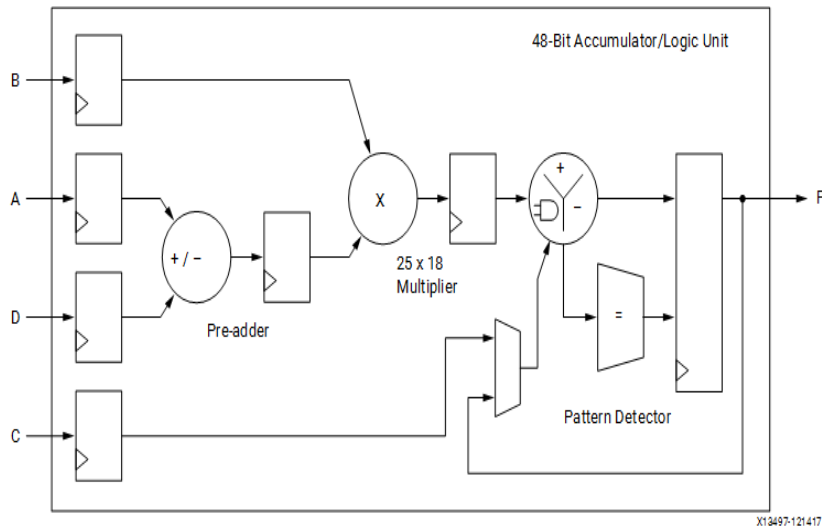 48-Bit Accumulator/Logic Unit
B
A
+
-
X
P
+ / -
=
25 x 18
Multiplier
D
Pre-adder
Pattern Detector
C
X13497-121417